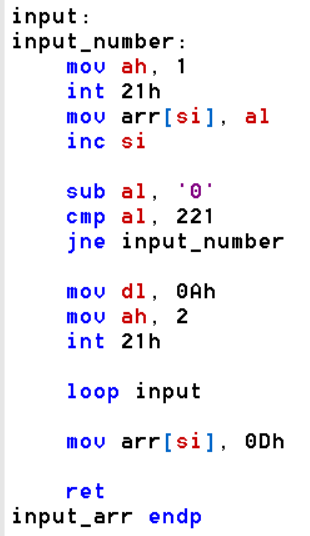 input:
input_number:
mov ah, 1
int 21h
mov arr[si], al
inc si
sub al, '0'
cmp al, 221
jne input_number
mov dl, 0Ah
mov ah, 2
int 21h
loop input
mov arr[si], 0Dh
ret
input_arr endp